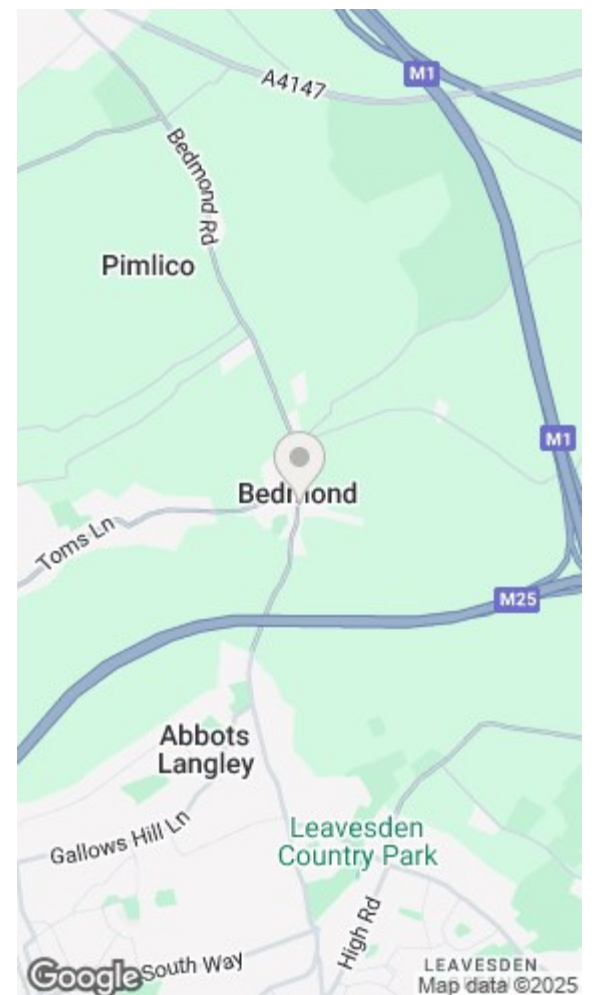 M1
A4147
Bedmond Rd
Pimlico
M1
Bedmond
Toms Ln
M25
Abbots
Langley
Gallows Hill Ln
Leavesden
Country Park
High Rd
South Way
LEAVESDEN
Google
Map data ©2025